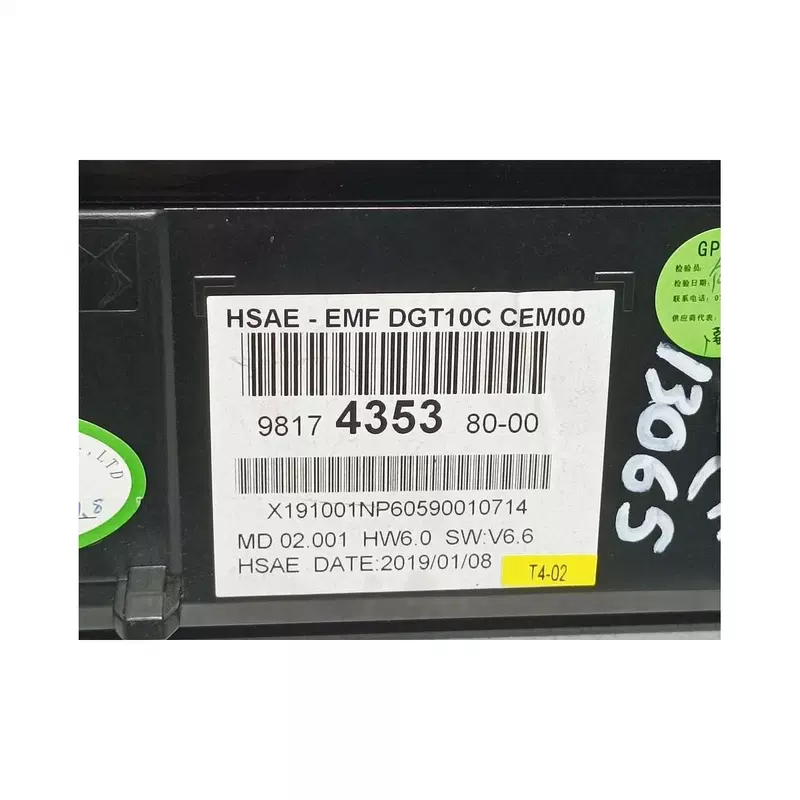 HSAE - EMF DGT10C CEM00
98174353 80-00
X191001NP60590010714
MD 02.001 HW6.0 SW:V6.6
HSAE DATE:2019/01/08
T4-02
GP
检验员:
检验日期:
联系电话:
供应商代表:
13065
., LTD